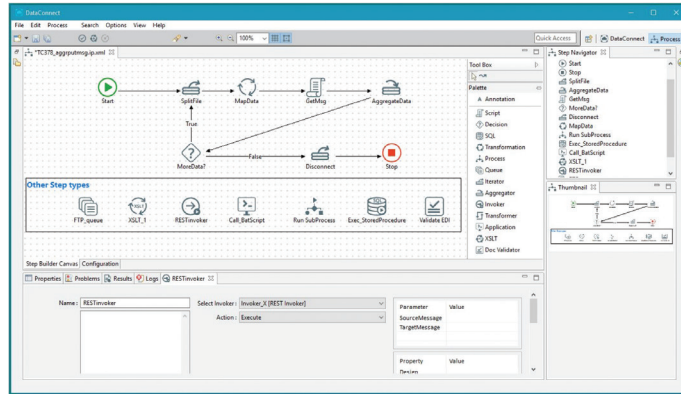 DataConnect
File Edit Process Search Options View Help
100%
Quick Access DataConnect Process
*TC378_aggrputmsg.ip.xml
Start
SplitFile
MapData
GetMsg
AggregateData
True
MoreData?
False
Disconnect
Stop
Other Step types
FTP_queue
XSLT_1
RESTinvoker
Call_BatScript
Run SubProcess
Exec_StoredProcedure
Validate EDI
Step Builder Canvas Configuration
Tool Box
Palette
A Annotation
Script
Decision
SQL
Transformation
Process
Queue
Iterator
Aggregator
Invoker
Transformer
Application
XSLT
Doc Validator
Step Navigator
Start
Stop
SplitFile
AggregateData
GetMsg
MoreData?
Disconnect
MapData
Run SubProcess
Exec_StoredProcedure
Call_BatScript
XSLT_1
RESTinvoker
Thumbnail
Properties Problems Results Logs RESTinvoker
Name: RESTinvoker
Select Invoker: Invoker_X [REST Invoker]
Action: Execute
Parameter Value
SourceMessage
TargetMessage
Property Value
Design